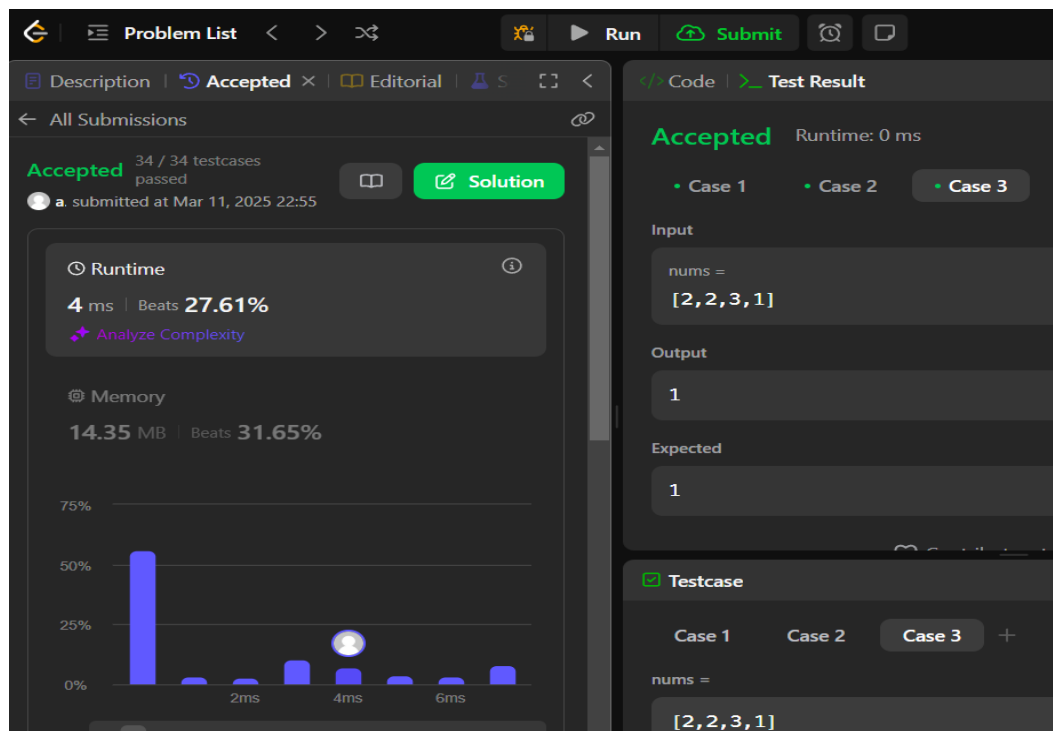 Problem List
Run
Submit
Description
Accepted
Editorial
S
All Submissions
Accepted
34 / 34 testcases
passed
a. submitted at Mar 11, 2025 22:55
Solution
Runtime
4 ms
Beats 27.61%
Analyze Complexity
Memory
14.35 MB
Beats 31.65%
75%
50%
25%
0%
2ms
4ms
6ms
</> Code
>_ Test Result
Accepted
Runtime: 0 ms
• Case 1
• Case 2
• Case 3
Input
nums =
[2,2,3,1]
Output
1
Expected
1
Testcase
Case 1
Case 2
Case 3
+
nums =
[2,2,3,1]